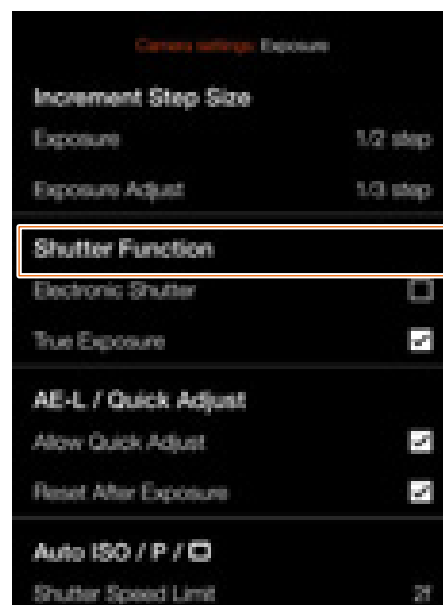 Camera settings: Exposure
Increment Step Size
Exposure 1/2 step
Exposure Adjust 1/3 step
Shutter Function
Electronic Shutter
True Exposure
AE-L / Quick Adjust
Allow Quick Adjust
Reset After Exposure
Auto ISO / P /
Shutter Speed Limit